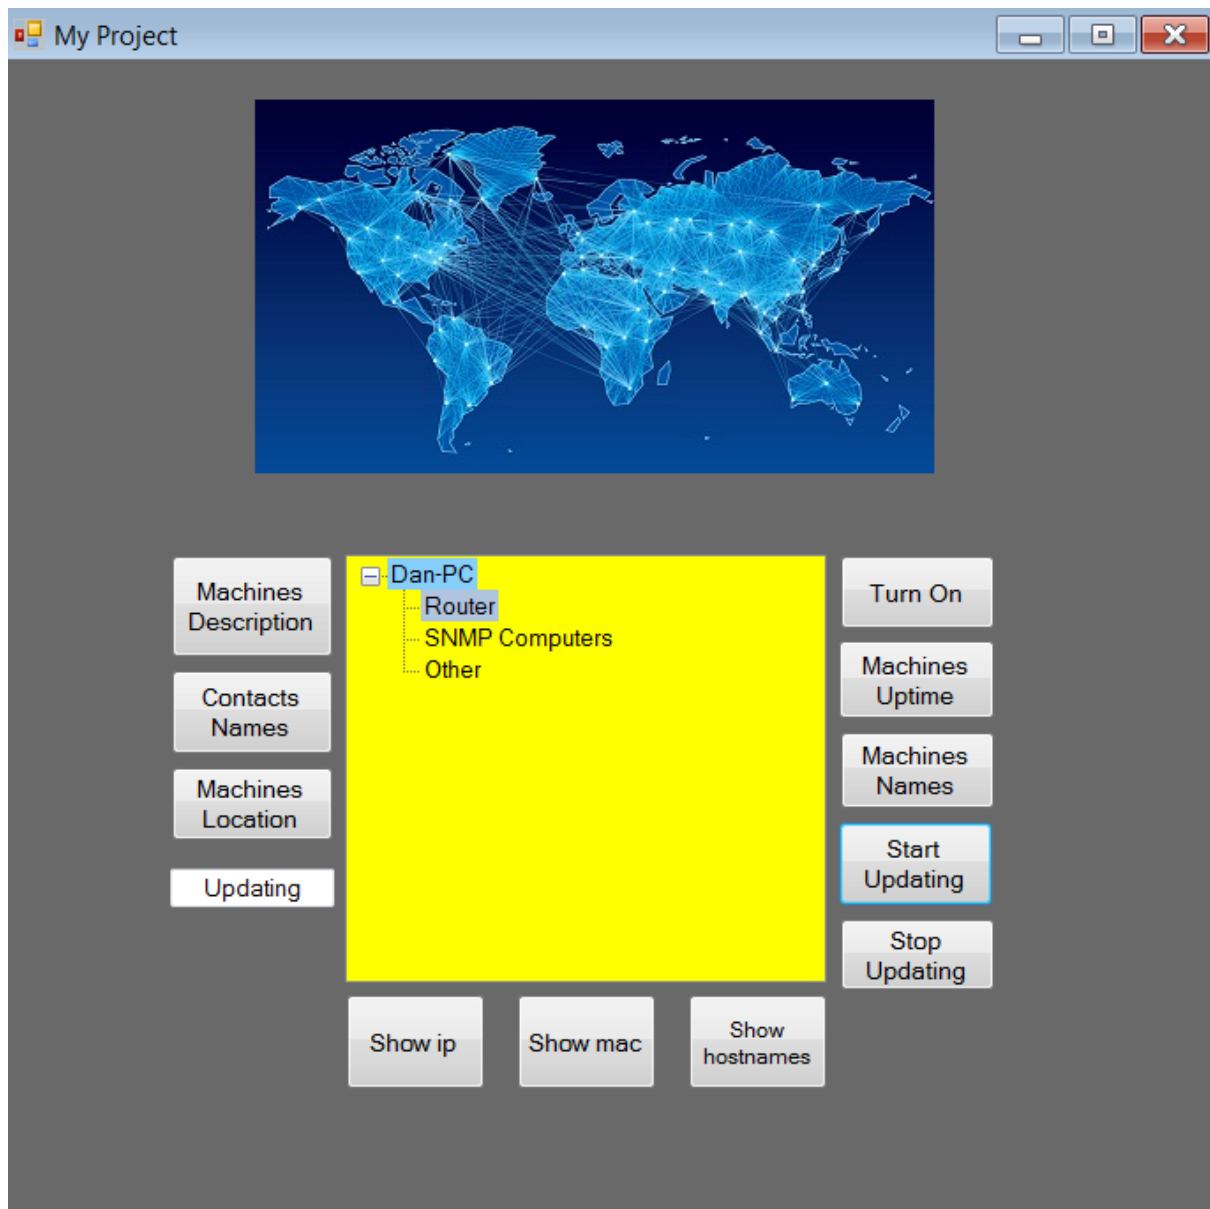 My Project
Machines
Description
Contacts
Names
Machines
Location
Updating
Dan-PC
Router
SNMP Computers
Other
Turn On
Machines
Uptime
Machines
Names
Start
Updating
Stop
Updating
Show ip
Show mac
Show
hostnames